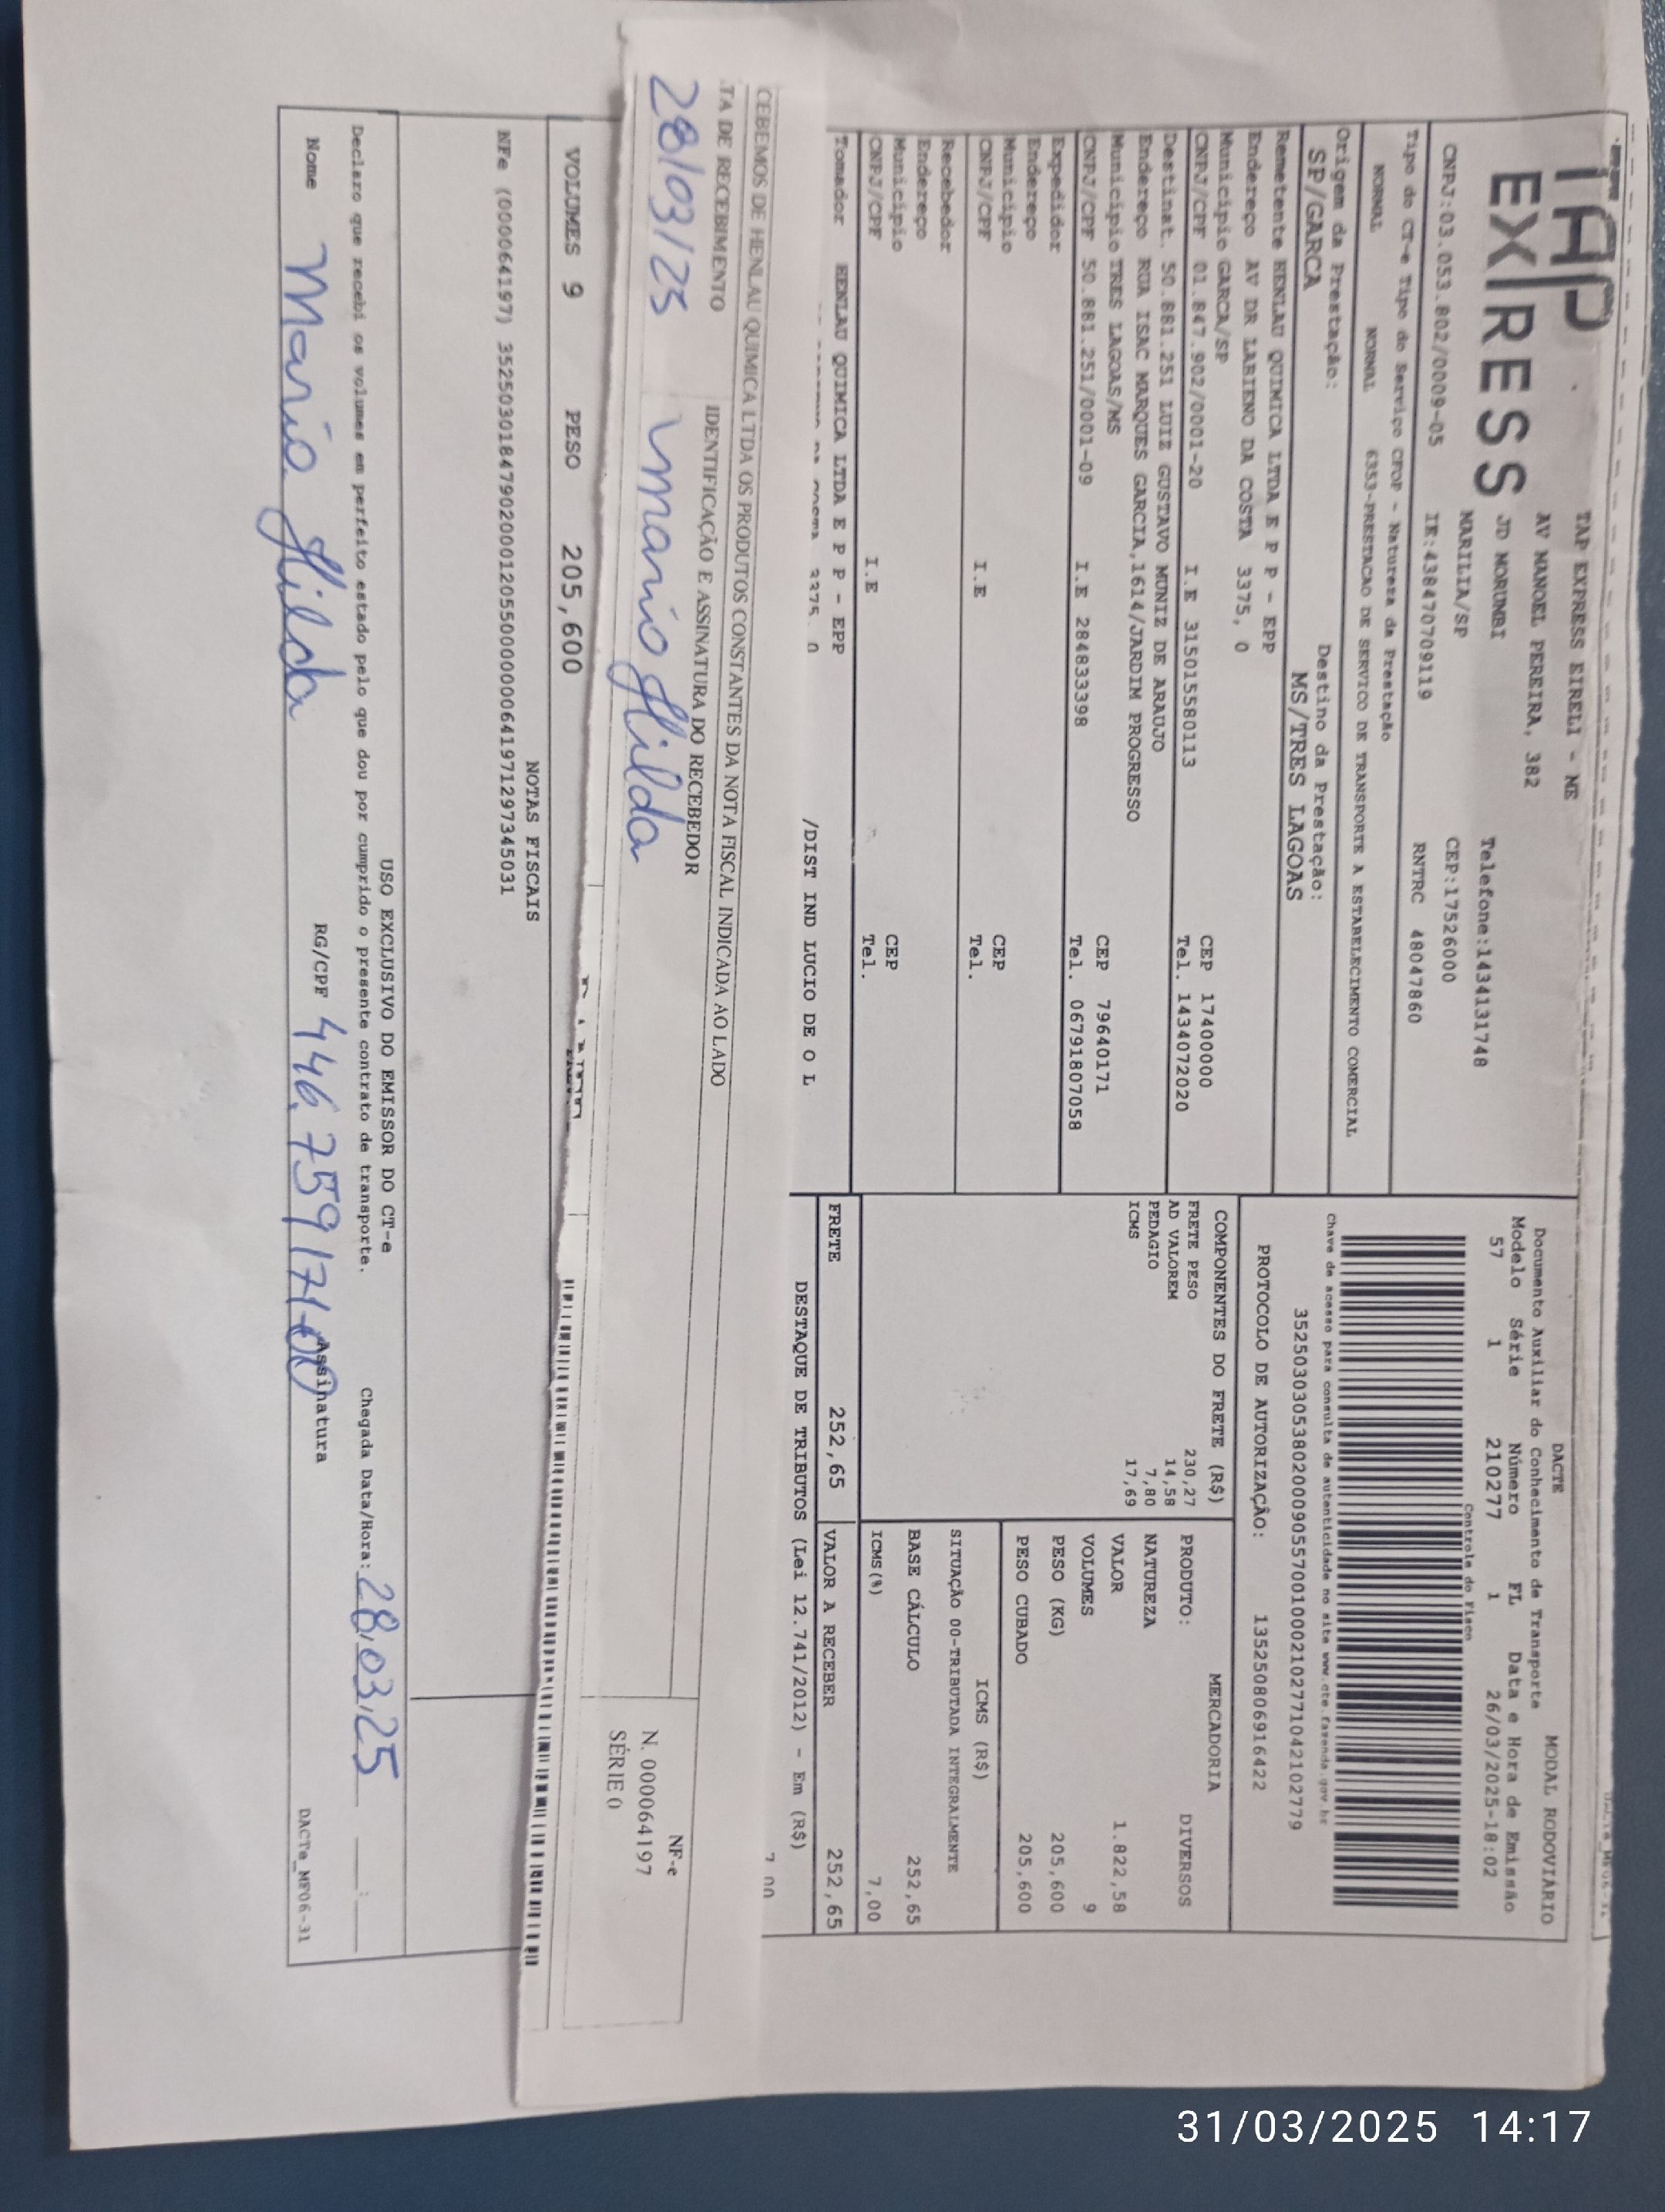 TAP
EXPRESS
TAP EXPRESS EIRELI - ME
AV MANOEL PEREIRA, 382
JD MORUMBI
MARILIA/SP
Telefone:1434131748
CEP:17526000
CNPJ:03.053.802/0009-05 IE:438470709119 RNTRC 48047860
Tipo do CT-e Tipo do Serviço CFOP - Natureza da Prestação
NORMAL NORMAL 6353-PRESTACAO DE SERVICO DE TRANSPORTE A ESTABELECIMENTO COMERCIAL
Origem da Prestação: Destino da Prestação:
SP/GARCA MS/TRES LAGOAS
Remetente HENLAU QUIMICA LTDA E P P - EPP
Endereço AV DR LABIENO DA COSTA 3375, 0
Município GARCA/SP CEP 17400000
CNPJ/CPF 01.847.902/0001-20 I.E 315015580113 Tel. 1434072020
Destinat. 50.881.251 LUIZ GUSTAVO MUNIZ DE ARAUJO
Endereço RUA ISAC MARQUES GARCIA,1614/JARDIM PROGRESSO
Município TRES LAGOAS/MS CEP 79640171
CNPJ/CPF 50.881.251/0001-09 I.E 284833398 Tel. 06791807058
Expedidor
Endereço
Município CEP
CNPJ/CPF I.E Tel.
Recebedor
Endereço
Município CEP
CNPJ/CPF I.E Tel.
Tomador HENLAU QUIMICA LTDA E P P - EPP
3375, 0 /DIST IND LUCIO DE O L
DACTE MODAL RODOVIÁRIO
Documento Auxiliar do Conhecimento de Transporte
Modelo Série Número FL Data e Hora de Emissão
57 1 210277 1 26/03/2025-18:02
Controle do Fisco
Chave de acesso para consulta de autenticidade no site www.cte.fazenda.gov.br
35250303053802000905570010002102771042102779
PROTOCOLO DE AUTORIZAÇÃO: 135250806916422
COMPONENTES DO FRETE (R$)
FRETE PESO 230,27
AD VALOREM 14,58
PEDAGIO 7,80
ICMS 17,69
MERCADORIA
PRODUTO: DIVERSOS
NATUREZA
VALOR 1.822,58
VOLUMES 9
PESO (KG) 205,600
PESO CUBADO 205,600
ICMS (R$)
SITUAÇÃO 00-TRIBUTADA INTEGRALMENTE
BASE CÁLCULO 252,65
ICMS(%) 7,00
FRETE 252,65 VALOR A RECEBER 252,65
DESTAQUE DE TRIBUTOS (Lei 12.741/2012) - Em (R$)
7,00
CEBEMOS DE HENLAU QUIMICA LTDA OS PRODUTOS CONSTANTES DA NOTA FISCAL INDICADA AO LADO
TA DE RECEBIMENTO IDENTIFICAÇÃO E ASSINATURA DO RECEBEDOR
28/03/25 Maria Hilda
NF-e
N. 000064197
SÉRIE 0
VOLUMES 9 PESO 205,600
NOTAS FISCAIS
NFe (000064197) 35250301847902000120550000000641971297345031
USO EXCLUSIVO DO EMISSOR DO CT-e
Declaro que recebi os volumes em perfeito estado pelo que dou por cumprido o presente contrato de transporte. Chegada Data/Hora: 28,03,25 __:__
Nome Maria Hilda RG/CPF 446.759171-00 Assinatura
DACTe_MF06-31
31/03/2025 14:17